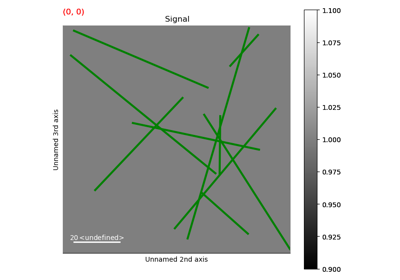 (0, 0)
Signal
1.100
1.075
1.050
1.025
1.000
0.975
0.950
0.925
0.900
Unnamed 3rd axis
20 <undefined>
Unnamed 2nd axis